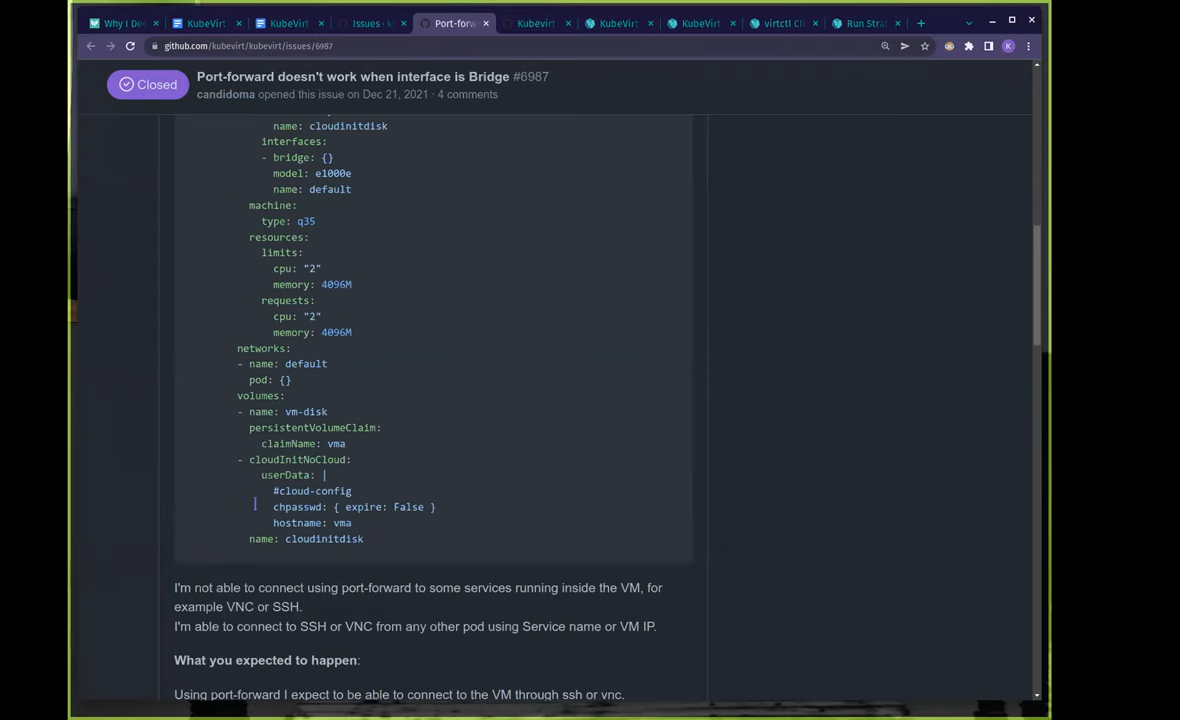 Why I Dec
KubeVirt
KubeVirt
Issues · k
Port-forw
Kubevirt
KubeVirt
KubeVirt
virtctl Cl
Run Strat
github.com/kubevirt/kubevirt/issues/6987
K
Closed
Port-forward doesn't work when interface is Bridge #6987
candidoma opened this issue on Dec 21, 2021 · 4 comments
name: cloudinitdisk
interfaces:
- bridge: {}
model: e1000e
name: default
machine:
type: q35
resources:
limits:
cpu: "2"
memory: 4096M
requests:
cpu: "2"
memory: 4096M
networks:
- name: default
pod: {}
volumes:
- name: vm-disk
persistentVolumeClaim:
claimName: vma
- cloudInitNoCloud:
userData: |
#cloud-config
chpasswd: { expire: False }
hostname: vma
name: cloudinitdisk
I'm not able to connect using port-forward to some services running inside the VM, for
example VNC or SSH.
I'm able to connect to SSH or VNC from any other pod using Service name or VM IP.
What you expected to happen:
Using port-forward I expect to be able to connect to the VM through ssh or vnc.